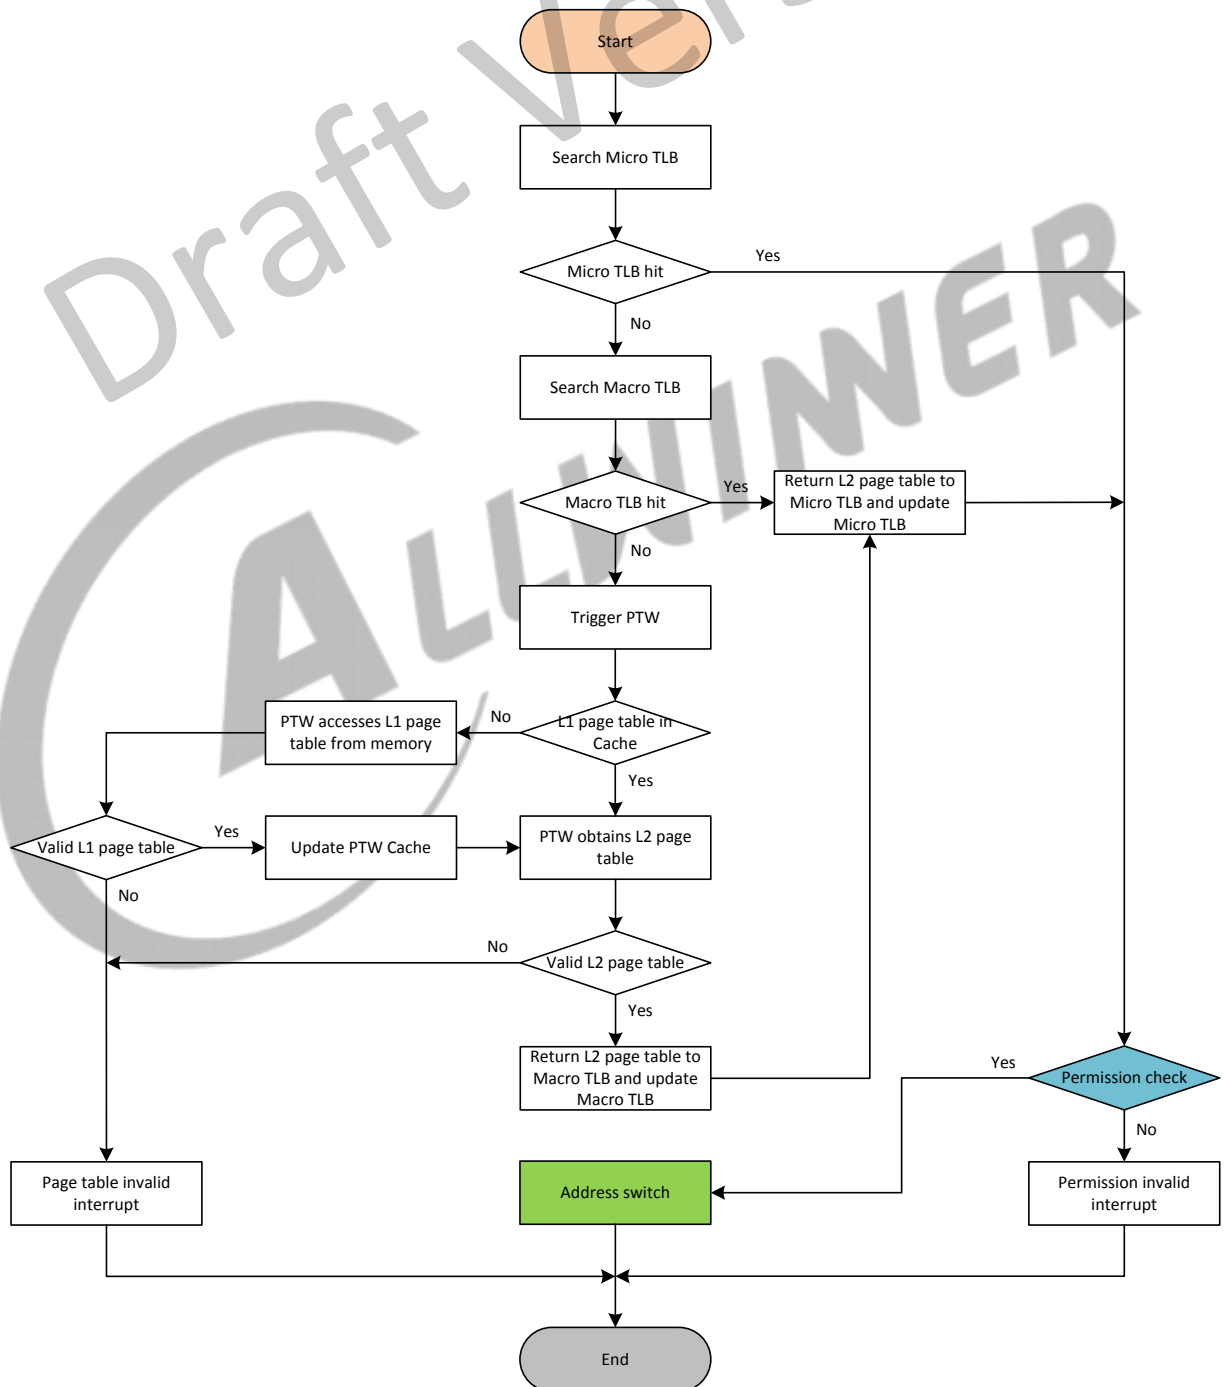 Start
Draft Ver
Search Micro TLB
Micro TLB hit
Yes
No
Search Macro TLB
ALLWINNER
Macro TLB hit
Yes
Return L2 page table to
Micro TLB and update
Micro TLB
No
Trigger PTW
PTW accesses L1 page
table from memory
No
L1 page table in
Cache
Yes
Valid L1 page table
Yes
Update PTW Cache
PTW obtains L2 page
table
No
No
Valid L2 page table
Yes
Return L2 page table to
Macro TLB and update
Macro TLB
Yes
Permission check
No
Page table invalid
interrupt
Address switch
Permission invalid
interrupt
End